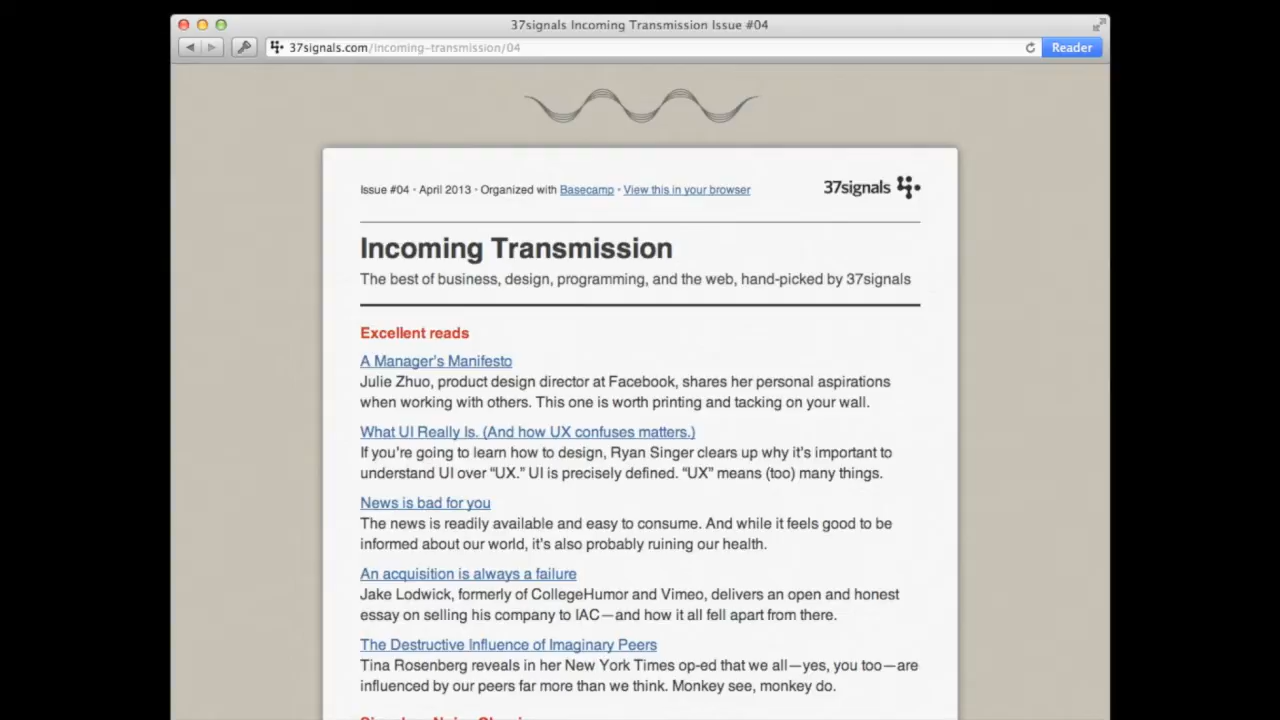 37signals Incoming Transmission Issue #04
37signals.com/incoming-transmission/04
Reader
Issue #04 · April 2013 · Organized with Basecamp · View this in your browser
37signals
Incoming Transmission
The best of business, design, programming, and the web, hand-picked by 37signals
Excellent reads
A Manager's Manifesto
Julie Zhuo, product design director at Facebook, shares her personal aspirations
when working with others. This one is worth printing and tacking on your wall.
What UI Really Is. (And how UX confuses matters.)
If you're going to learn how to design, Ryan Singer clears up why it's important to
understand UI over “UX.” UI is precisely defined. “UX” means (too) many things.
News is bad for you
The news is readily available and easy to consume. And while it feels good to be
informed about our world, it's also probably ruining our health.
An acquisition is always a failure
Jake Lodwick, formerly of CollegeHumor and Vimeo, delivers an open and honest
essay on selling his company to IAC—and how it all fell apart from there.
The Destructive Influence of Imaginary Peers
Tina Rosenberg reveals in her New York Times op-ed that we all—yes, you too—are
influenced by our peers far more than we think. Monkey see, monkey do.